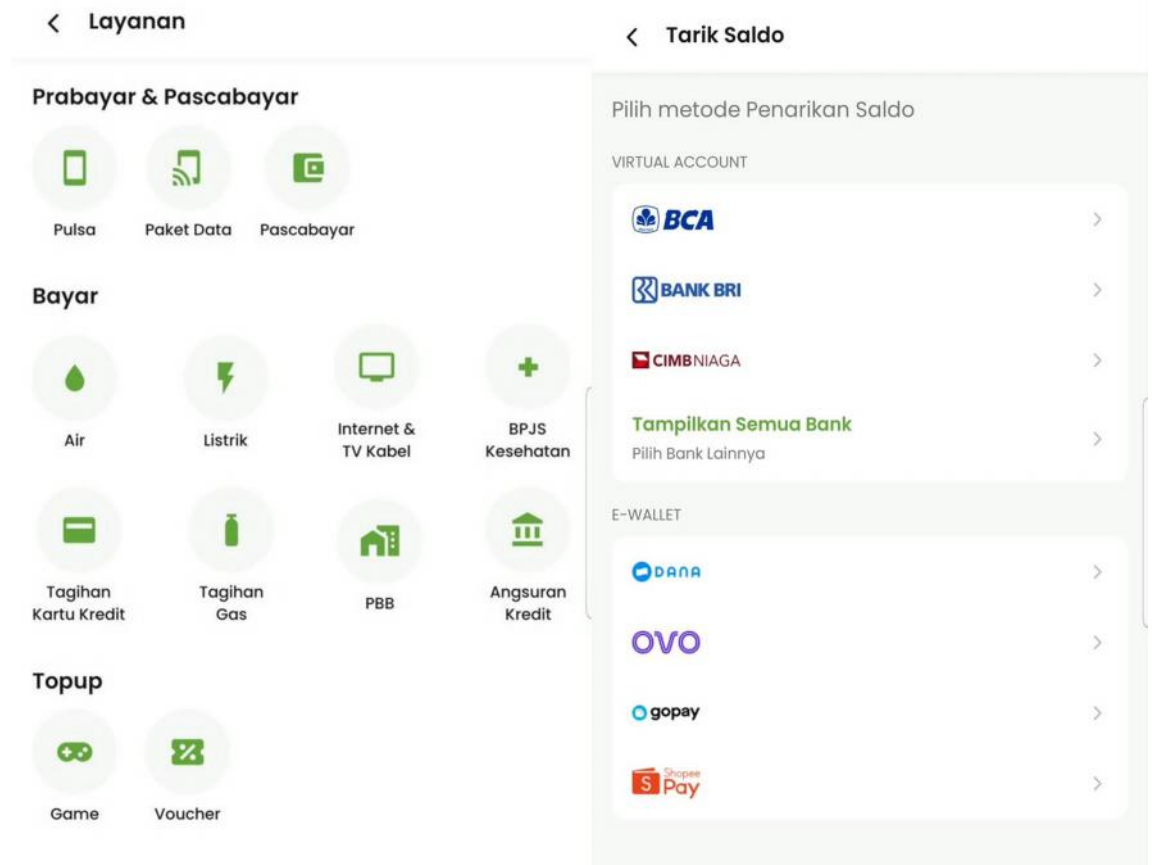 Layanan
Prabayar & Pascabayar
Pulsa
Paket Data
Pascabayar
Bayar
Air
Listrik
Internet &
TV Kabel
BPJS
Kesehatan
Tagihan
Kartu Kredit
Tagihan
Gas
PBB
Angsuran
Kredit
Topup
Game
Voucher
Tarik Saldo
Pilih metode Penarikan Saldo
VIRTUAL ACCOUNT
BCA
BANK BRI
CIMBNIAGA
Tampilkan Semua Bank
Pilih Bank Lainnya
E-WALLET
DANA
OVO
gopay
S Shopee
Pay